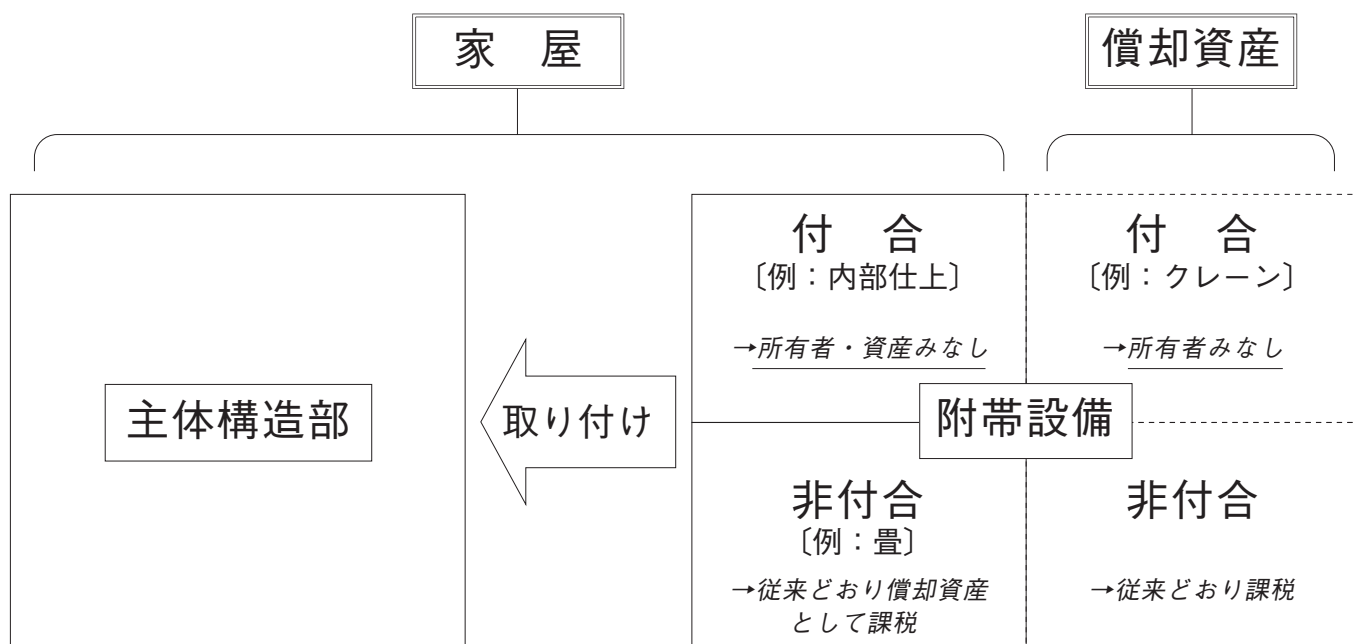 家　屋
償却資産
付　合
〔例：内部仕上〕
→所有者・資産みなし
付　合
〔例：クレーン〕
→所有者みなし
主体構造部
取り付け
附帯設備
非付合
〔例：畳〕
→従来どおり償却資産
として課税
非付合
→従来どおり課税